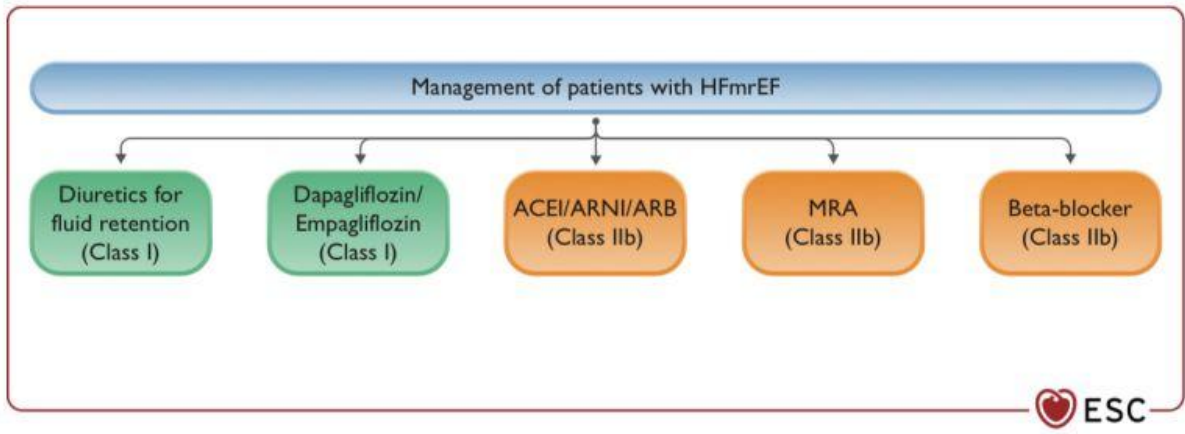 Management of patients with HFmrEF
Diuretics for
fluid retention
(Class I)
Dapagliflozin/
Empagliflozin
(Class I)
ACEI/ARNI/ARB
(Class IIb)
MRA
(Class IIb)
Beta-blocker
(Class IIb)
ESC